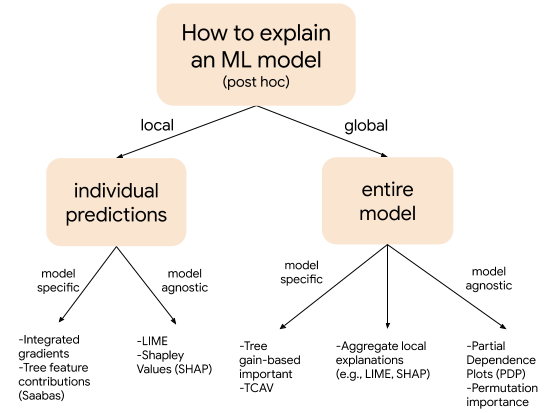 How to explain
an ML model
(post hoc)
local
global
individual
predictions
entire
model
model
specific
model
agnostic
model
specific
model
agnostic
-Integrated
gradients
-Tree feature
contributions
(Saabas)
-LIME
-Shapley
Values (SHAP)
-Tree
gain-based
important
-TCAV
-Aggregate local
explanations
(e.g., LIME, SHAP)
-Partial
Dependence
Plots (PDP)
-Permutation
importance